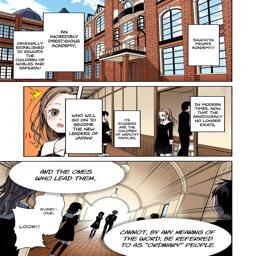 SHUCHI'IN
PRIVATE
ACADEMY.
AN
INCREDIBLY
PRESTIGIOUS
ACADEMY,
ORIGINALLY
ESTABLISHED
TO EDUCATE
THE CHILDREN
OF NOBLES
AND SAMURAI.
IN MODERN
TIMES, NOW
THAT THE
ARISTOCRACY
NO LONGER
EXISTS,
ITS
STUDENTS
ARE THE
CHILDREN
OF WEALTHY
FAMILIES,
WHO WILL
GO ON TO
BECOME THE
NEW LEADERS
OF JAPAN!
AND THE ONES
WHO LEAD THEM...
EVERY-
ONE,
LOOK!!
CANNOT, BY ANY MEANING OF
THE WORD, BE REFERRED
TO AS "ORDINARY" PEOPLE.